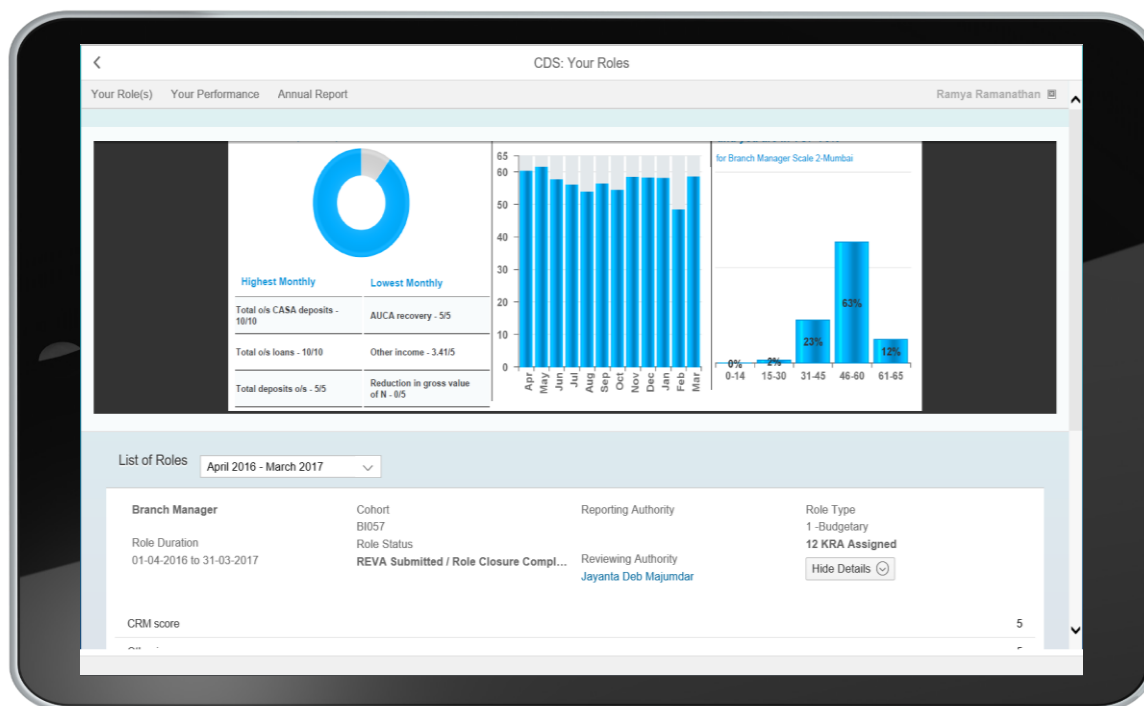 CDS: Your Roles
Your Role(s) Your Performance Annual Report Ramya Ramanathan
for Branch Manager Scale 2-Mumbai
Highest Monthly Lowest Monthly
Total o/s CASA deposits -
10/10
AUCA recovery - 5/5
Total o/s loans - 10/10
Other income - 3.41/5
Total deposits o/s - 5/5
Reduction in gross value
of N - 0/5
65
60
50
40
30
20
10
0
Apr May Jun Jul Aug Sep Oct Nov Dec Jan Feb Mar
0% 2% 23% 63% 12%
0-14 15-30 31-45 46-60 61-65
List of Roles April 2016 - March 2017
Branch Manager
Role Duration
01-04-2016 to 31-03-2017
Cohort
BI057
Role Status
REVA Submitted / Role Closure Compl...
Reporting Authority
Reviewing Authority
Jayanta Deb Majumdar
Role Type
1 -Budgetary
12 KRA Assigned
Hide Details
CRM score 5